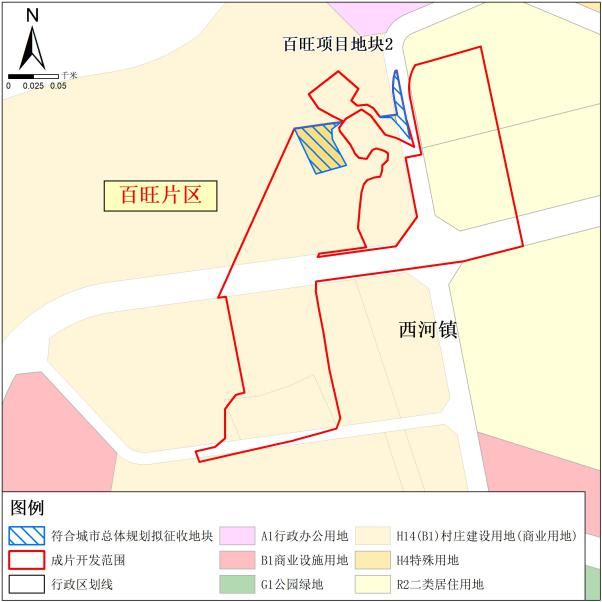 N
千米
0 0.025 0.05
百旺项目地块2
百旺片区
西河镇
图例
符合城市总体规划拟征收地块
成片开发范围
行政区划线
A1行政办公用地
B1商业设施用地
G1公园绿地
H14(B1)村庄建设用地(商业用地)
H4特殊用地
R2二类居住用地